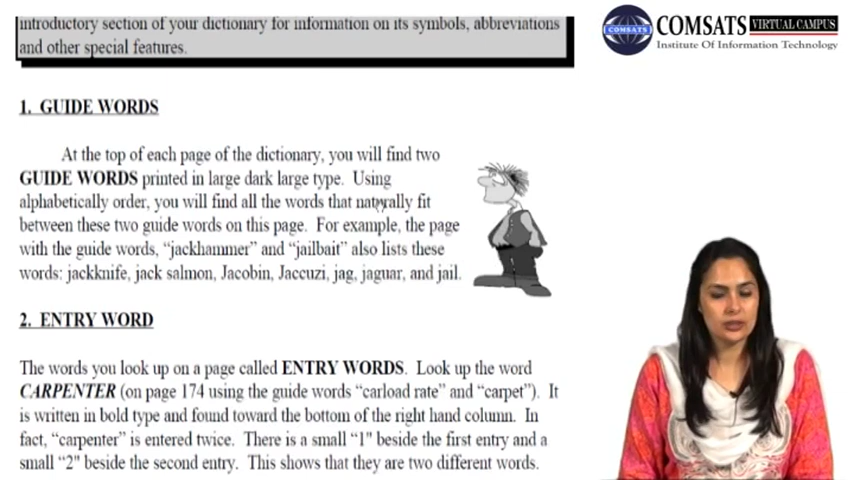 introductory section of your dictionary for information on its symbols, abbreviations
and other special features.
COMSATS
COMSATS VIRTUAL CAMPUS
Institute Of Information Technology
1. GUIDE WORDS
At the top of each page of the dictionary, you will find two
GUIDE WORDS printed in large dark large type. Using
alphabetically order, you will find all the words that naturally fit
between these two guide words on this page. For example, the page
with the guide words, “jackhammer” and “jailbait” also lists these
words: jackknife, jack salmon, Jacobin, Jaccuzi, jag, jaguar, and jail.
2. ENTRY WORD
The words you look up on a page called ENTRY WORDS. Look up the word
CARPENTER (on page 174 using the guide words “carload rate” and “carpet”). It
is written in bold type and found toward the bottom of the right hand column. In
fact, “carpenter” is entered twice. There is a small “1" beside the first entry and a
small “2" beside the second entry. This shows that they are two different words.